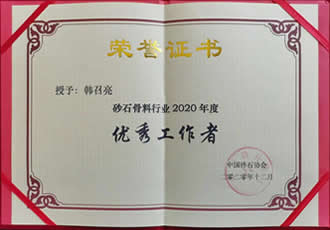 荣誉证书
授予：韩召亮
砂石骨料行业2020年度
优秀工作者
中国砂石协会
二〇二〇年十二月